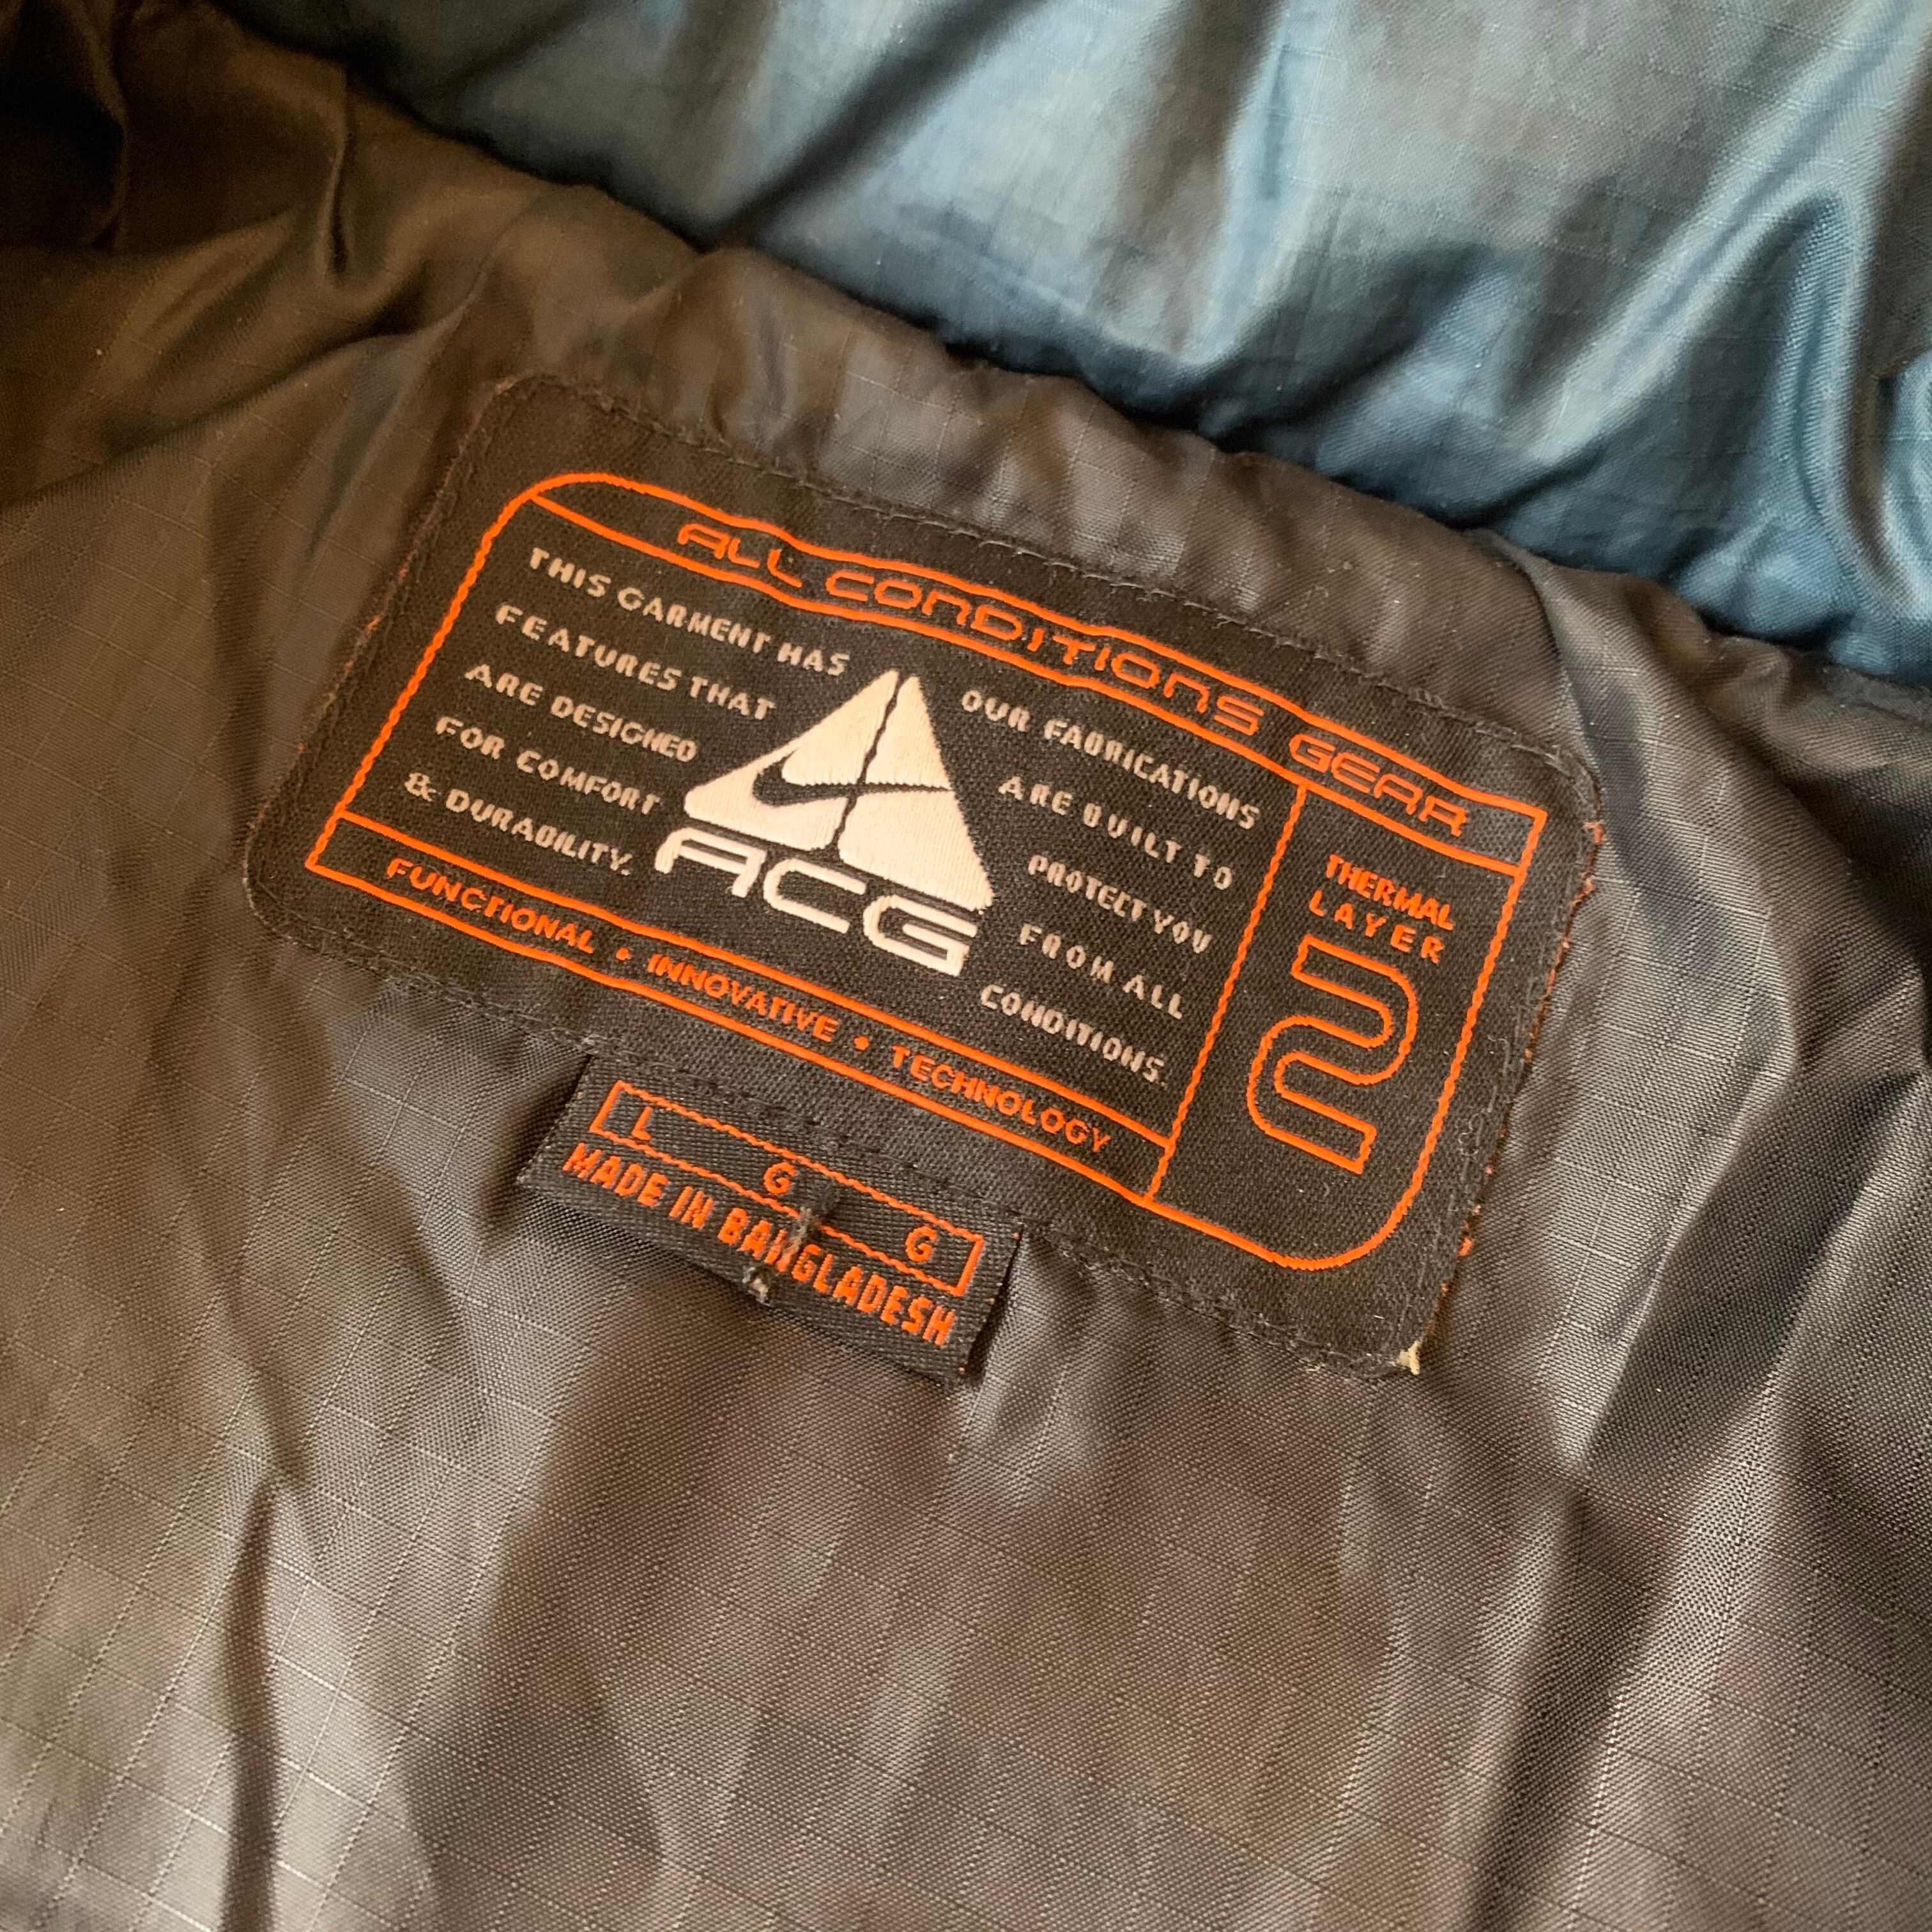 ALL CONDITIONS GEAR
THIS GARMENT HAS
FEATURES THAT
ARE DESIGNED
FOR COMFORT
& DURABILITY.
ACG
OUR FABRICATIONS
ARE BUILT TO
PROTECT YOU
FROM ALL
CONDITIONS.
THERMAL
LAYER
2
FUNCTIONAL • INNOVATIVE • TECHNOLOGY
L G G
MADE IN BANGLADESH